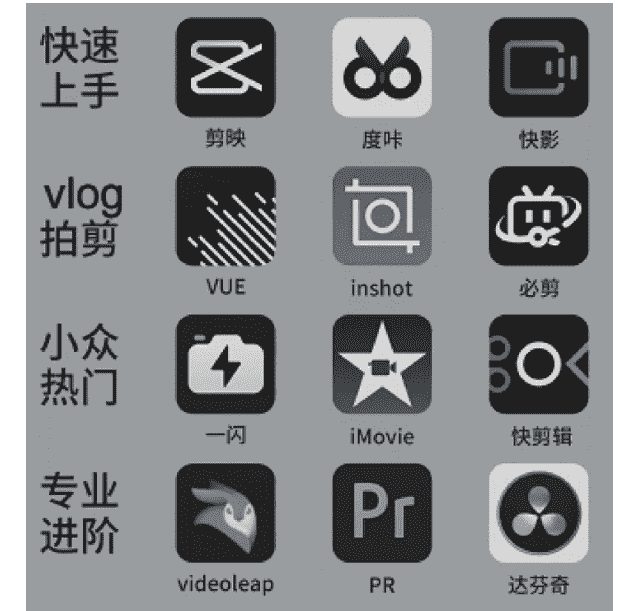 快速
上手
剪映
度咔
快影
vlog
拍剪
VUE
inshot
必剪
小众
热门
一闪
iMovie
快剪辑
专业
进阶
videoleap
Pr
PR
达芬奇